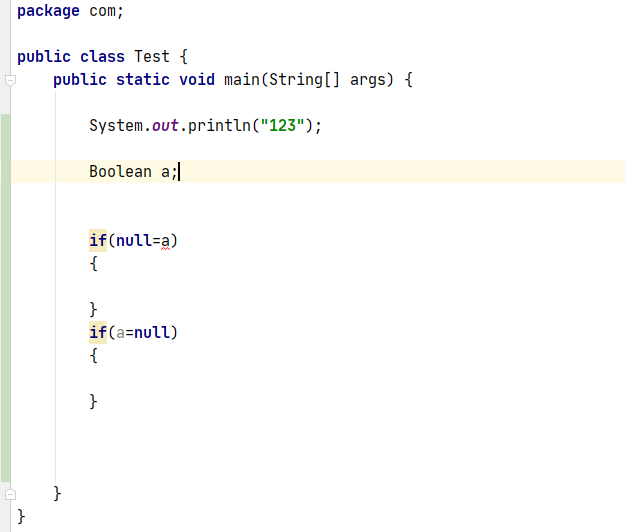 package com;
public class Test {
public static void main(String[] args) {
System.out.println("123");
Boolean a;
if(null=a)
{
}
if(a=null)
{
}
}
}